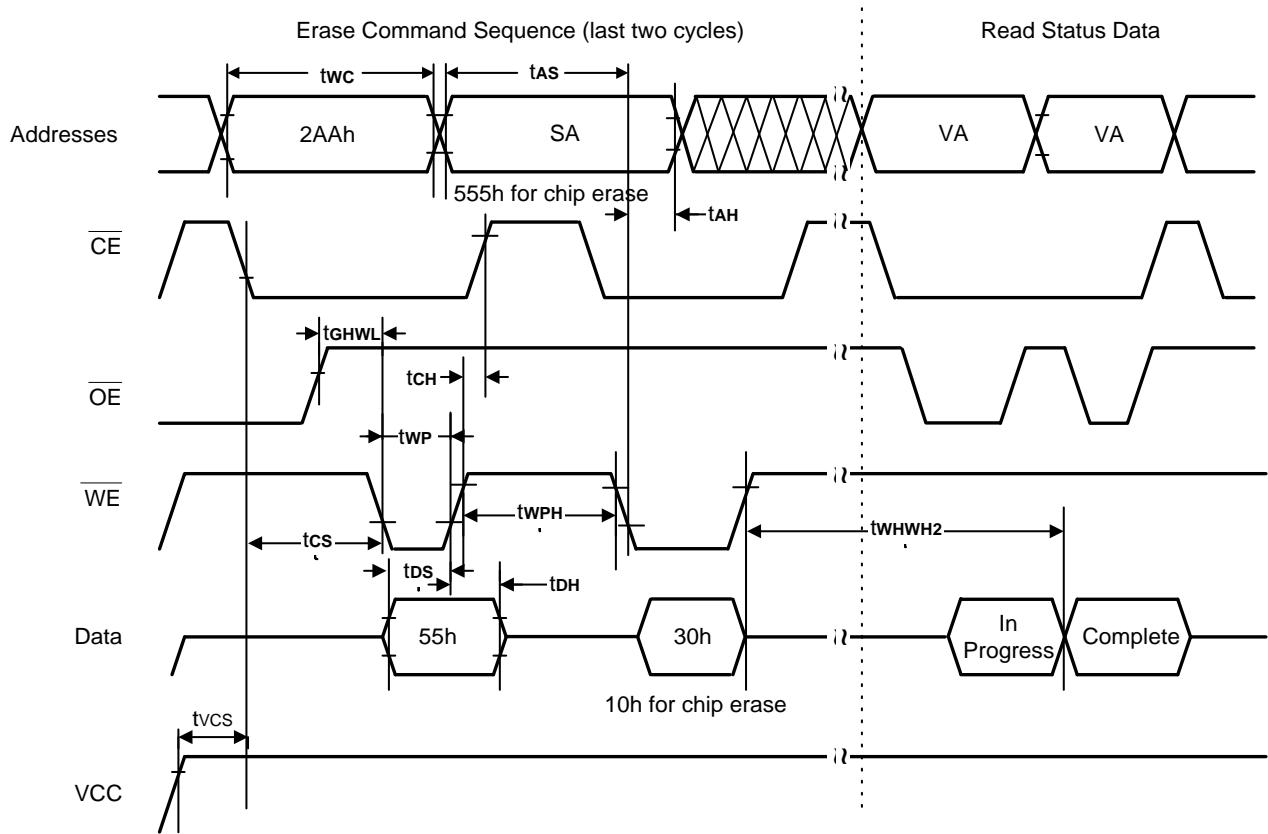 Erase Command Sequence (last two cycles)
Read Status Data
tWC
tAS
Addresses
2AAh
SA
VA
VA
555h for chip erase
tAH
CE
tGHWL
tCH
OE
tWP
WE
tWPH
tWHWH2
tCS
tDS
tDH
Data
55h
30h
In
Progress
Complete
10h for chip erase
tVCS
VCC